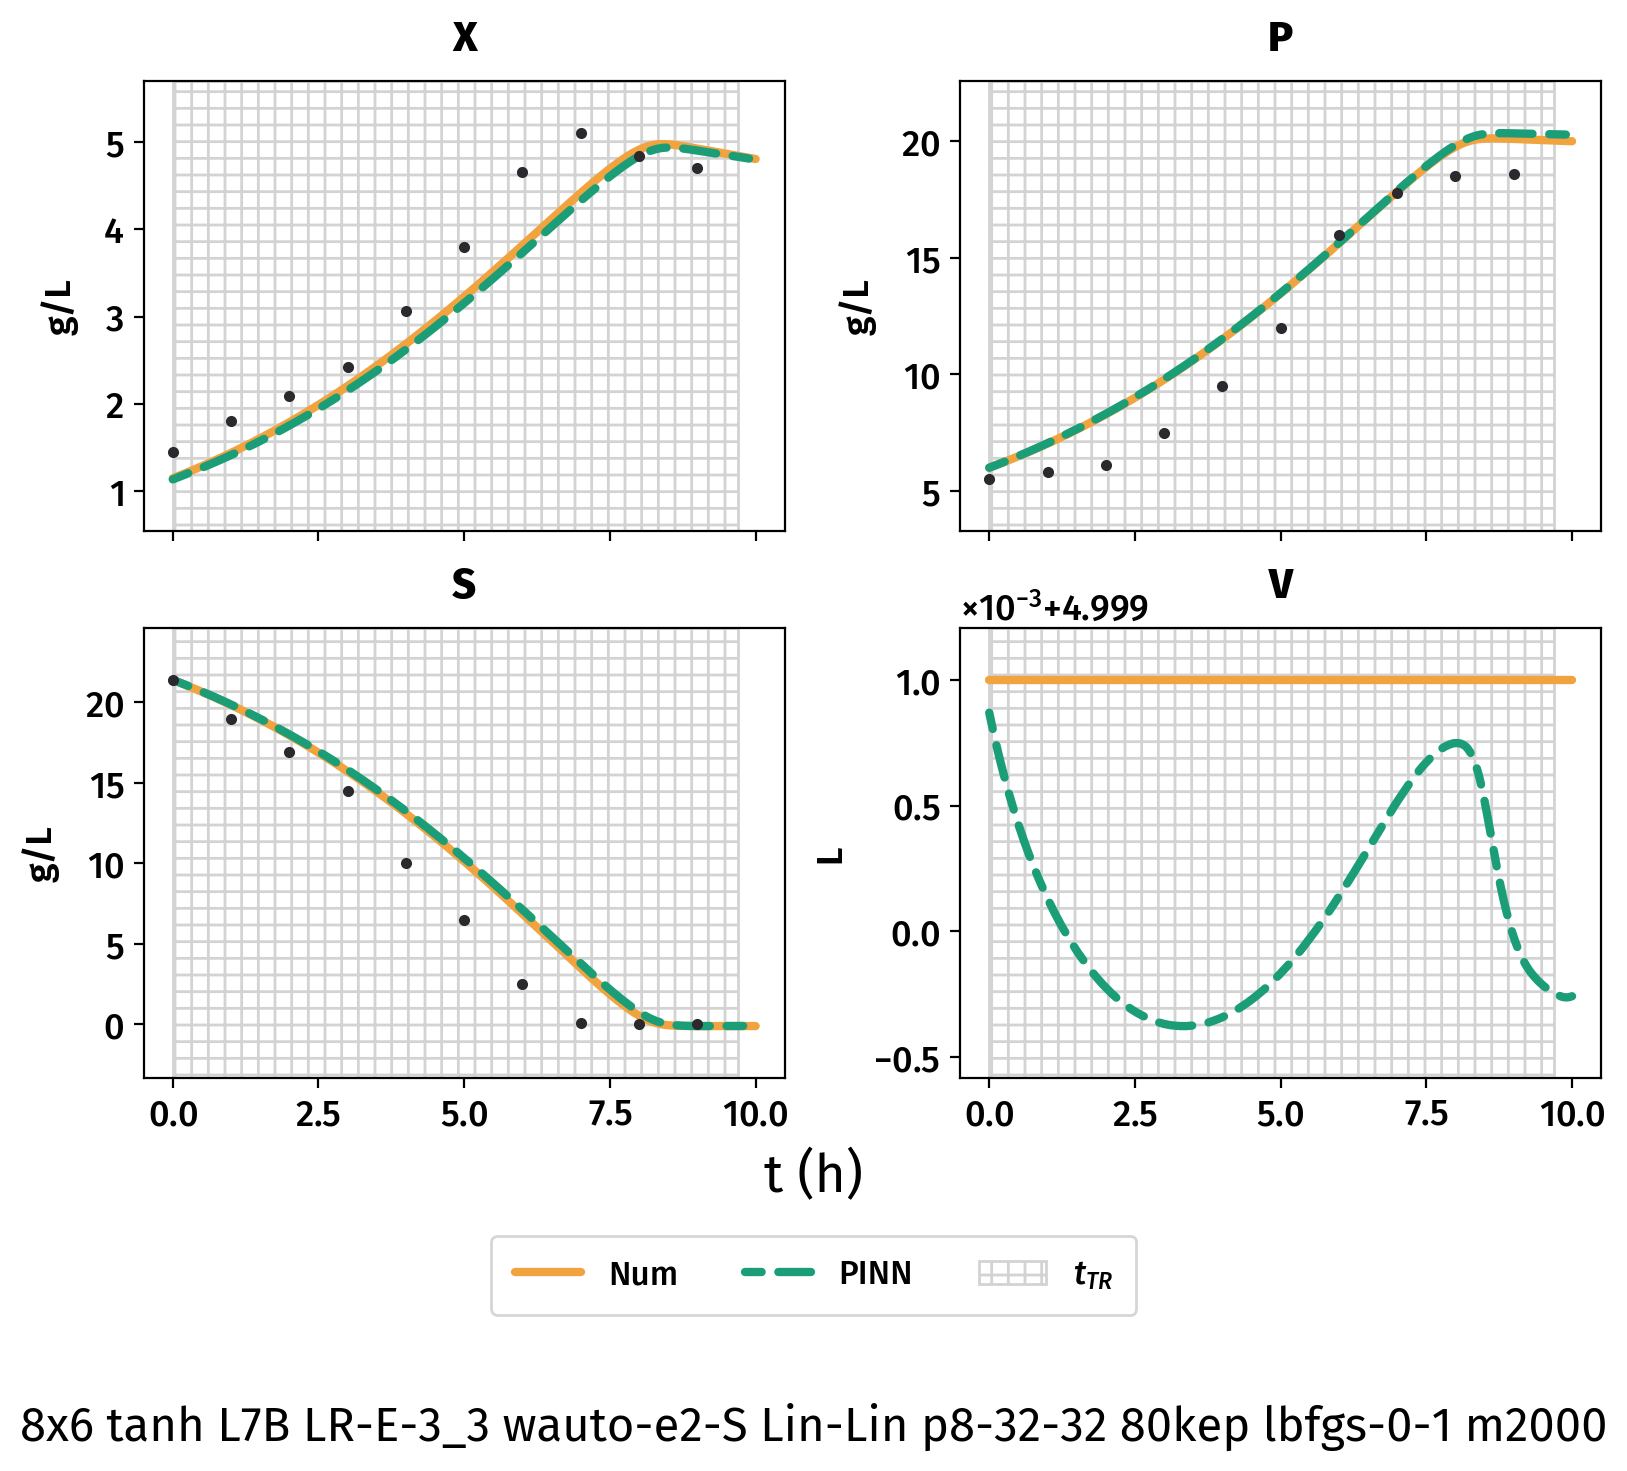 X
5
4
3
2
1
g/L
P
20
15
10
5
g/L
S
20
15
10
5
0
g/L
0.0 2.5 5.0 7.5 10.0
V
×10⁻³+4.999
1.0
0.5
0.0
−0.5
L
0.0 2.5 5.0 7.5 10.0
t (h)
Num PINN t_TR
8x6 tanh L7B LR-E-3_3 wauto-e2-S Lin-Lin p8-32-32 80kep lbfgs-0-1 m2000